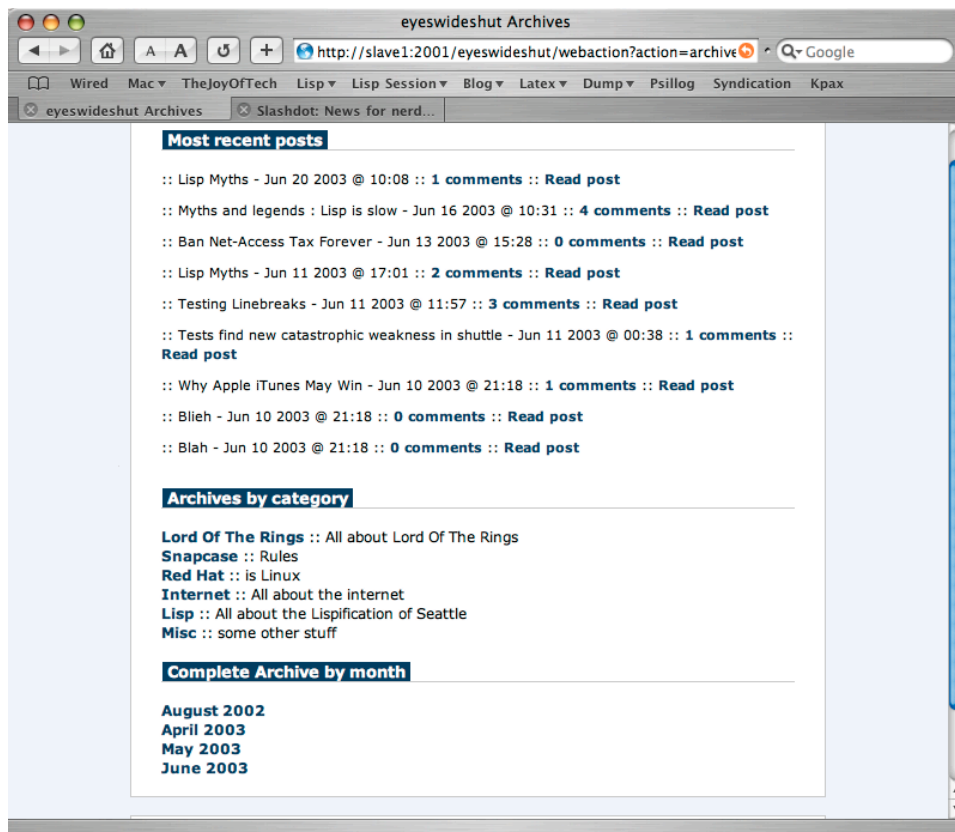 eyeswideshut Archives
A A
http://slave1:2001/eyeswideshut/webaction?action=archive
Google
Wired Mac TheJoyOfTech Lisp Lisp Session Blog Latex Dump Psillog Syndication Kpax
eyeswideshut Archives Slashdot: News for nerd...
Most recent posts
:: Lisp Myths - Jun 20 2003 @ 10:08 :: 1 comments :: Read post
:: Myths and legends : Lisp is slow - Jun 16 2003 @ 10:31 :: 4 comments :: Read post
:: Ban Net-Access Tax Forever - Jun 13 2003 @ 15:28 :: 0 comments :: Read post
:: Lisp Myths - Jun 11 2003 @ 17:01 :: 2 comments :: Read post
:: Testing Linebreaks - Jun 11 2003 @ 11:57 :: 3 comments :: Read post
:: Tests find new catastrophic weakness in shuttle - Jun 11 2003 @ 00:38 :: 1 comments ::
Read post
:: Why Apple iTunes May Win - Jun 10 2003 @ 21:18 :: 1 comments :: Read post
:: Blieh - Jun 10 2003 @ 21:18 :: 0 comments :: Read post
:: Blah - Jun 10 2003 @ 21:18 :: 0 comments :: Read post
Archives by category
Lord Of The Rings :: All about Lord Of The Rings
Snapcase :: Rules
Red Hat :: is Linux
Internet :: All about the internet
Lisp :: All about the Lispification of Seattle
Misc :: some other stuff
Complete Archive by month
August 2002
April 2003
May 2003
June 2003